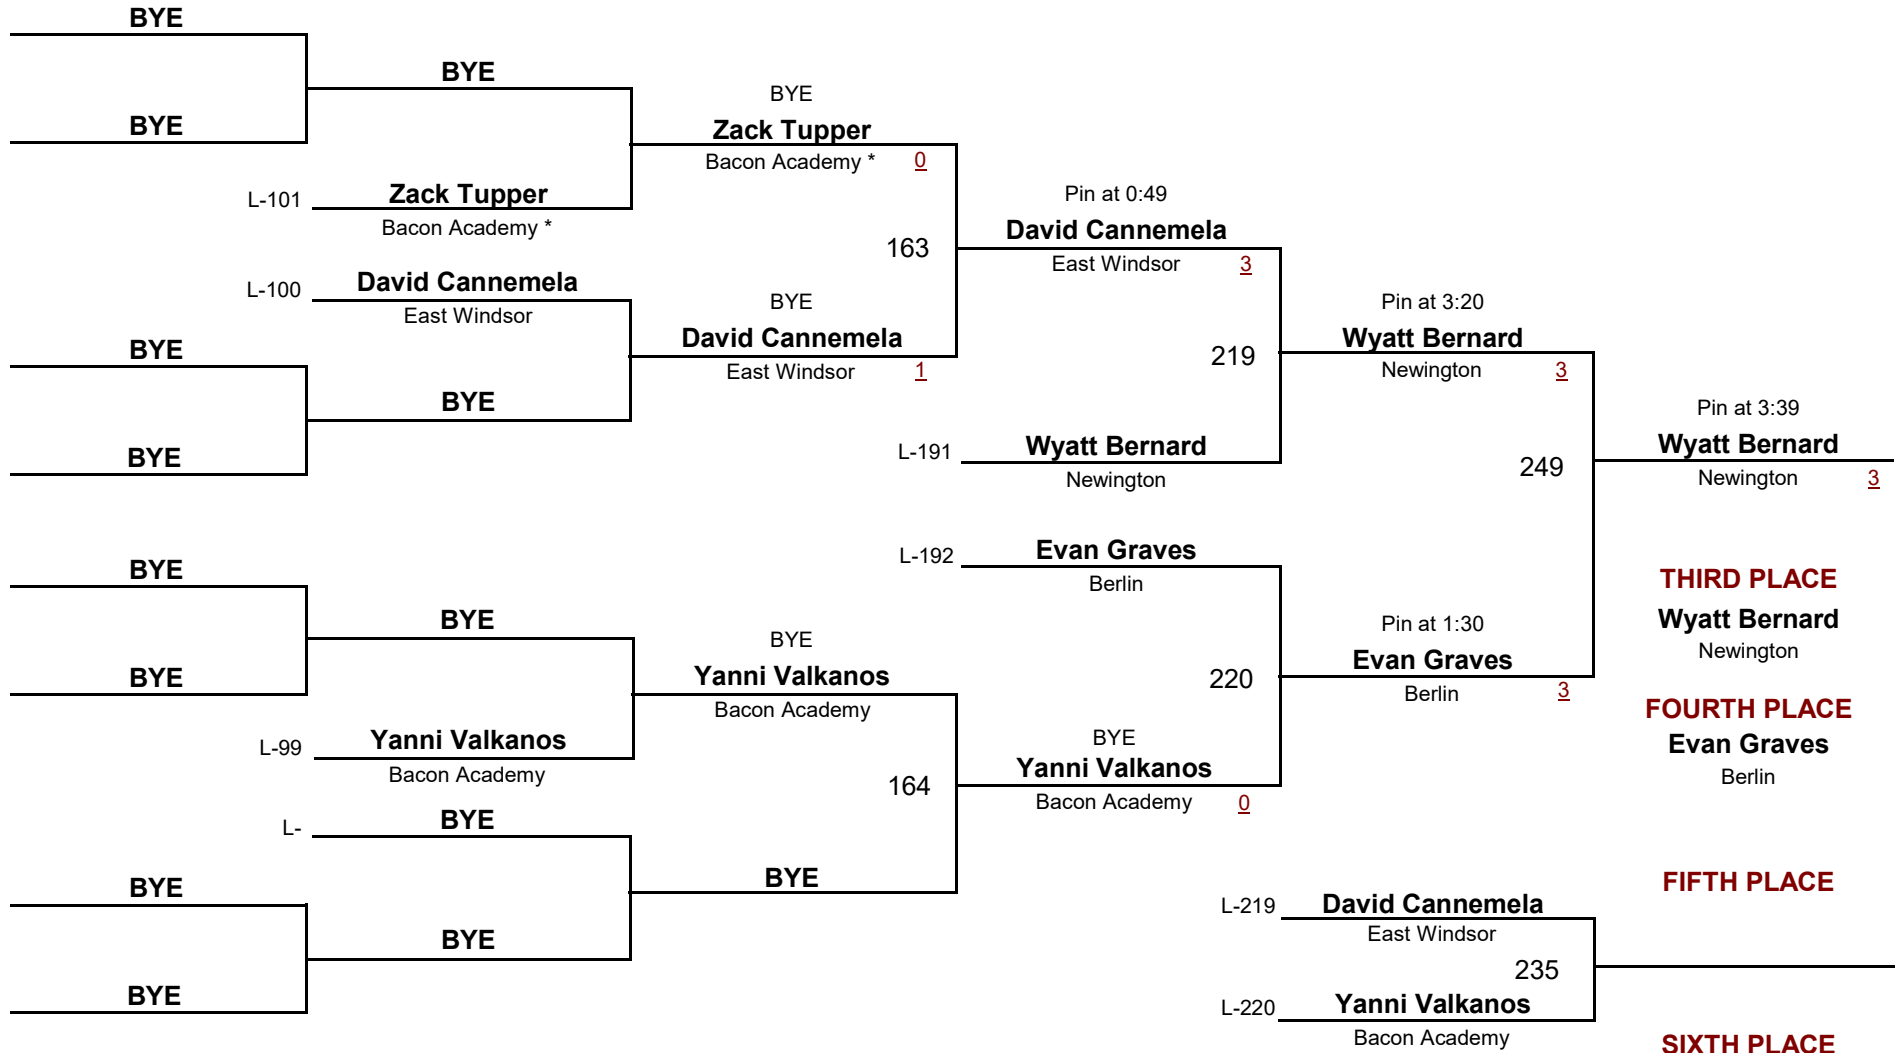 BYE
BYE
BYE
L-101
Zack Tupper
Bacon Academy *
BYE
Zack Tupper
Bacon Academy *
0
163
L-100
David Cannemela
East Windsor
BYE
BYE
BYE
BYE
David Cannemela
East Windsor
1
Pin at 0:49
David Cannemela
East Windsor
3
219
L-191
Wyatt Bernard
Newington
Pin at 3:20
Wyatt Bernard
Newington
3
249
Pin at 3:39
Wyatt Bernard
Newington
3
BYE
BYE
BYE
L-99
Yanni Valkanos
Bacon Academy
BYE
Yanni Valkanos
Bacon Academy
164
L-
BYE
BYE
BYE
BYE
BYE
L-192
Evan Graves
Berlin
220
BYE
Yanni Valkanos
Bacon Academy
0
Pin at 1:30
Evan Graves
Berlin
3
THIRD PLACE
Wyatt Bernard
Newington
FOURTH PLACE
Evan Graves
Berlin
L-219
David Cannemela
East Windsor
235
L-220
Yanni Valkanos
Bacon Academy
FIFTH PLACE
SIXTH PLACE